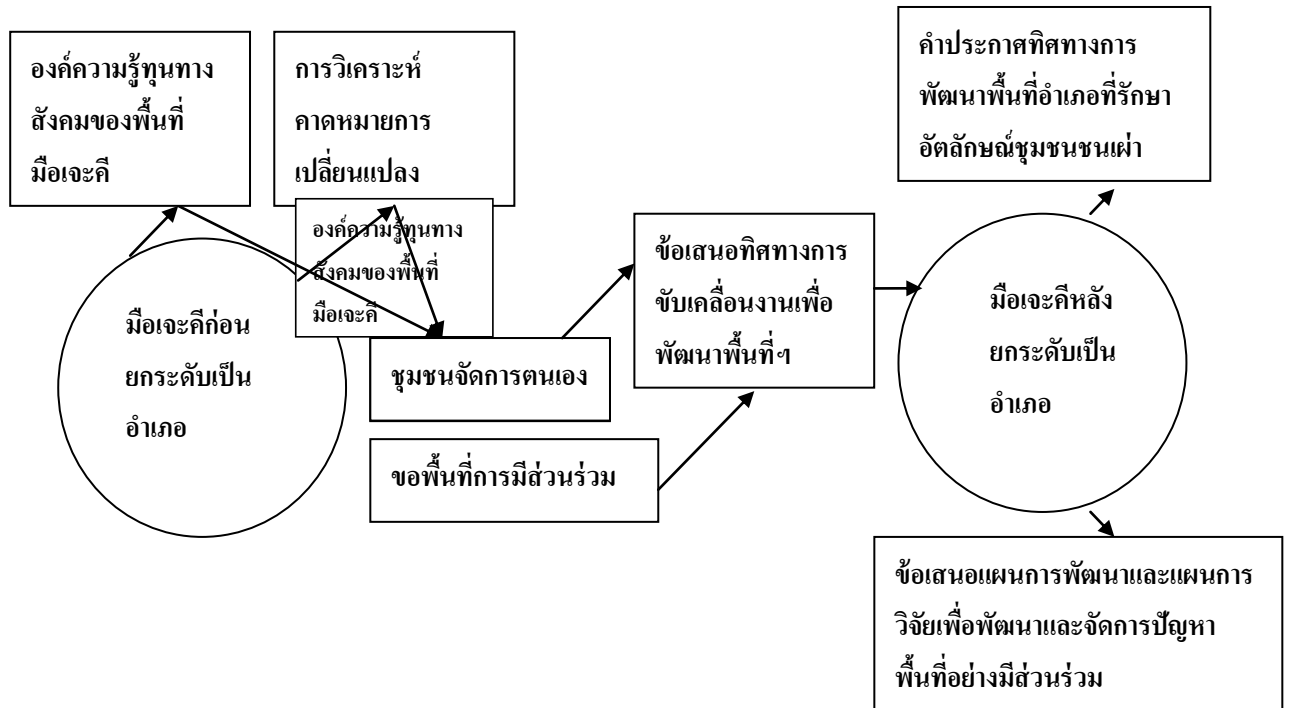 องค์ความรู้ทุนทาง
สังคมของพื้นที่
มือเจะคี
การวิเคราะห์
คาดหมายการ
เปลี่ยนแปลง
องค์ความรู้ทุนทาง
สังคมของพื้นที่
มือเจะคี
มือเจะคีก่อน
ยกระดับเป็น
อำเภอ
ชุมชนจัดการตนเอง
ขอพื้นที่การมีส่วนร่วม
ข้อเสนอทิศทางการ
ขับเคลื่อนงานเพื่อ
พัฒนาพื้นที่ฯ
คำประกาศทิศทางการ
พัฒนาพื้นที่อำเภอที่รักษา
อัตลักษณ์ชุมชนชนเผ่า
มือเจะคีหลัง
ยกระดับเป็น
อำเภอ
ข้อเสนอแผนการพัฒนาและแผนการ
วิจัยเพื่อพัฒนาและจัดการปัญหา
พื้นที่อย่างมีส่วนร่วม